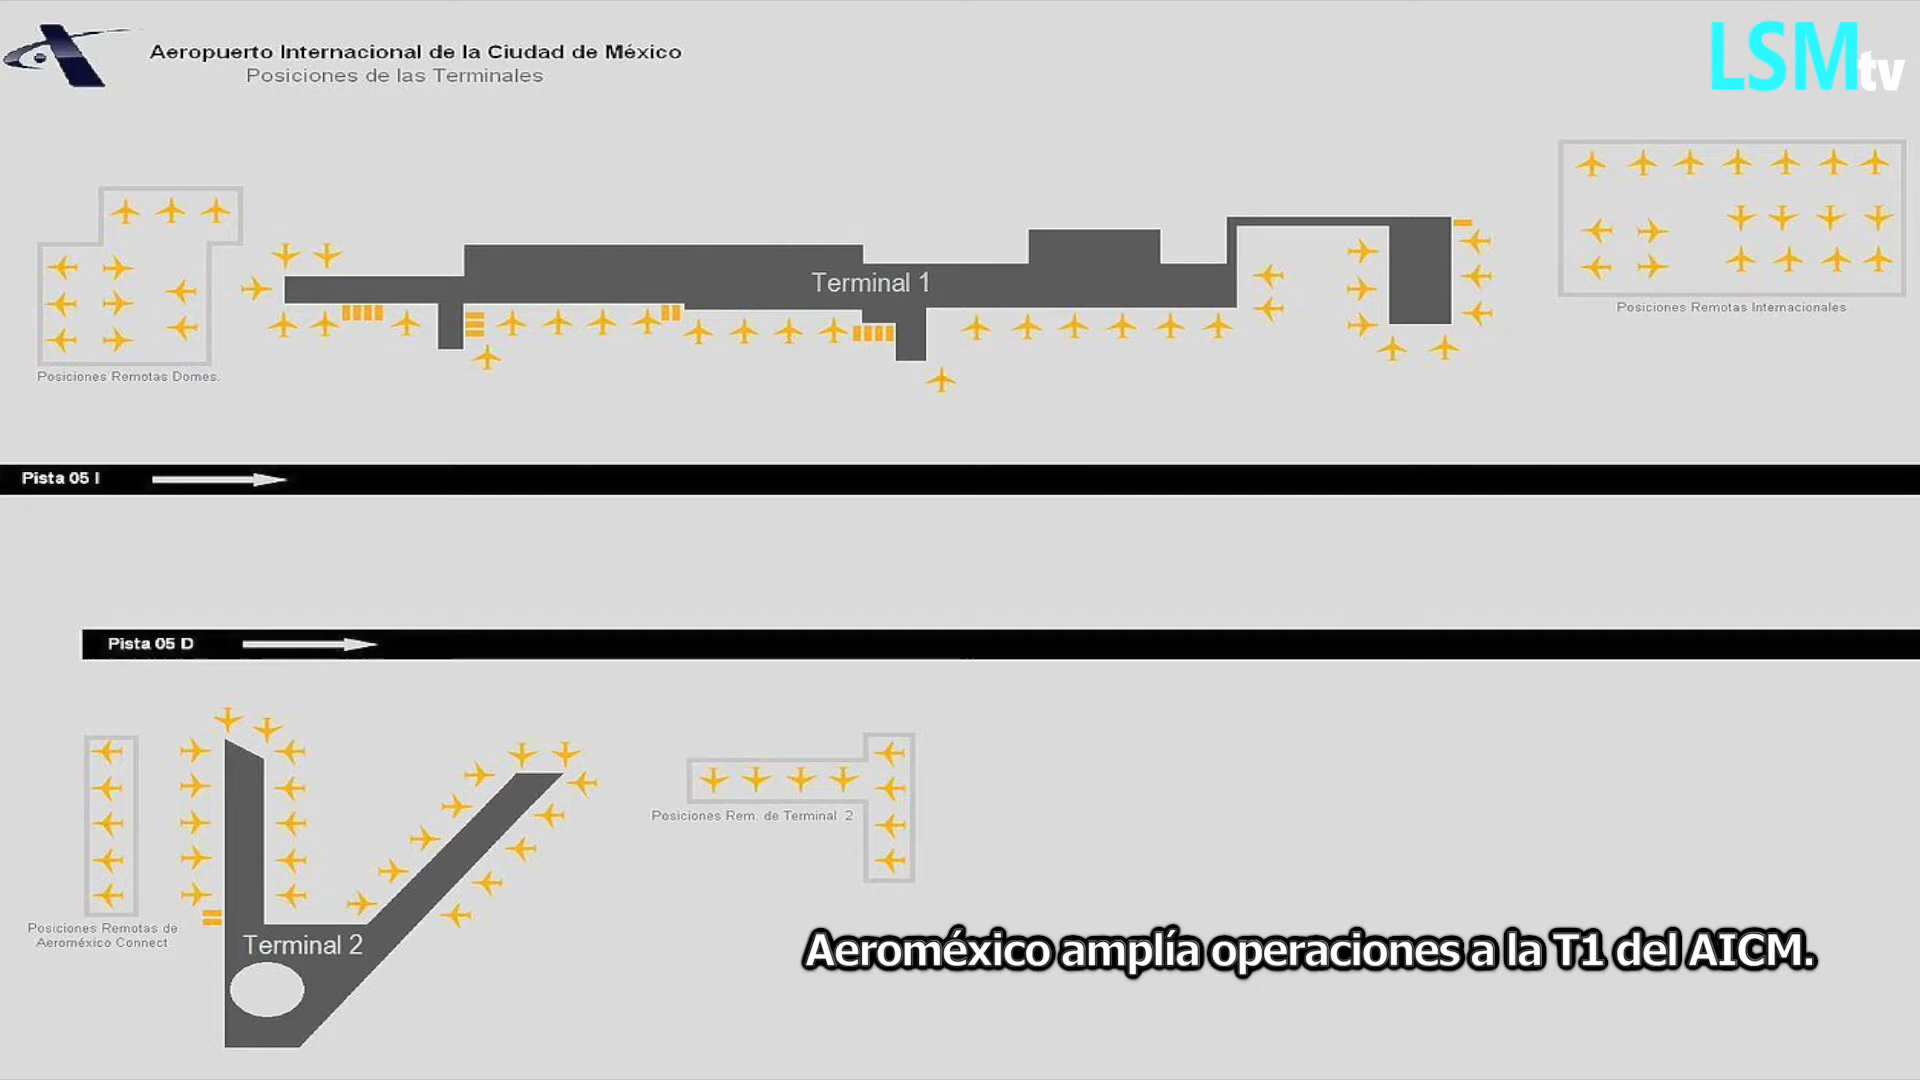 Aeropuerto Internacional de la Ciudad de México
Posiciones de las Terminales
LSMtv
Terminal 1
Posiciones Remotas Internacionales
Posiciones Remotas Domes.
Pista 05 I
Pista 05 D
Posiciones Rem. de Terminal 2
Posiciones Remotas de
Aeroméxico Connect
Terminal 2
Aeroméxico amplía operaciones a la T1 del AICM.